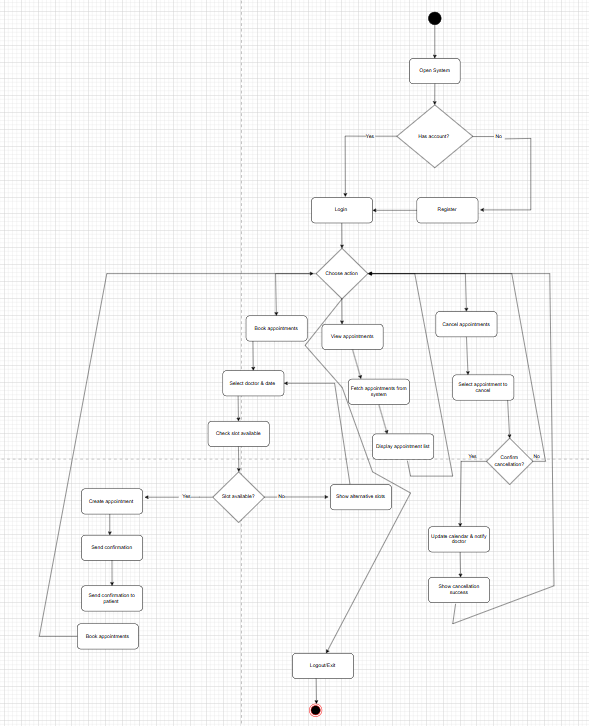 Open System
Has account?
Yes
No
Login
Register
Choose action
Book appointments
View appointments
Cancel appointments
Select doctor & date
Fetch appointments from
system
Select appointment to
cancel
Check slot available
Display appointment list
Yes
Confirm
cancellation?
No
Create appointment
Yes
Slot available?
No
Show alternative slots
Send confirmation
Update calendar & notify
doctor
Send confirmation to
patient
Show cancellation
success
Book appointments
Logout/Exit